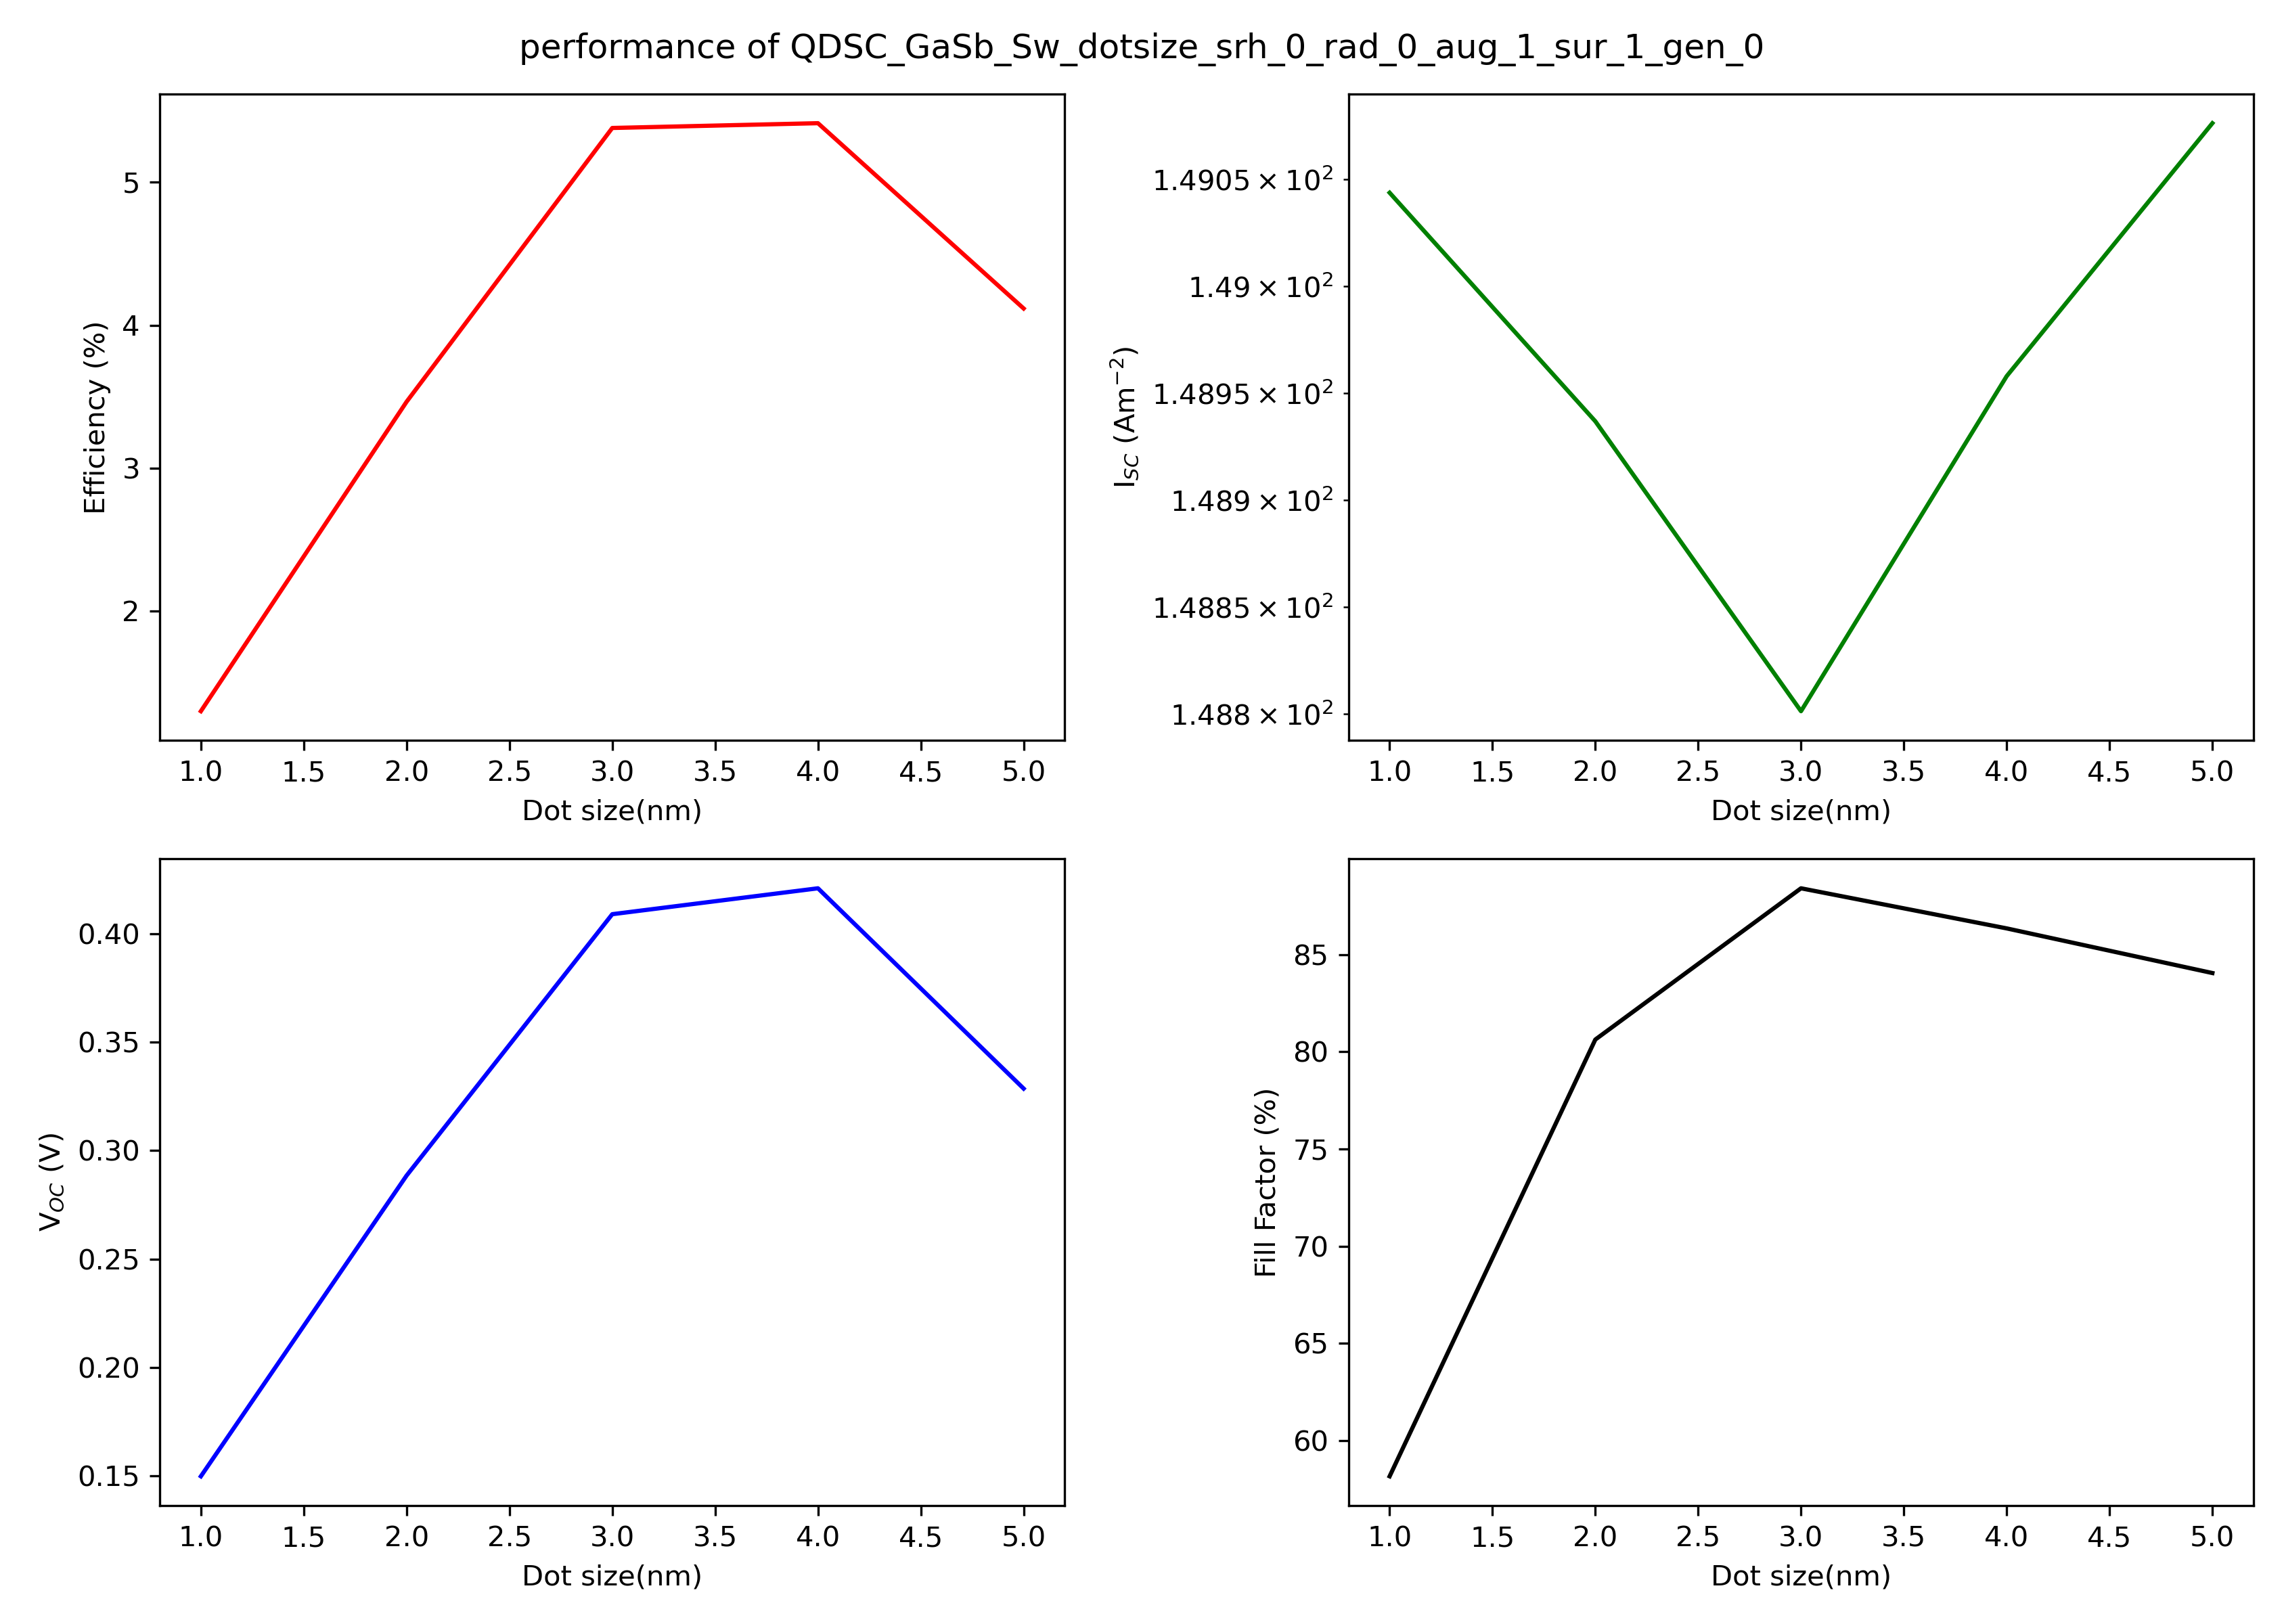 performance of QDSC_GaSb_Sw_dotsize_srh_0_rad_0_aug_1_sur_1_gen_0
Efficiency (%)
5
4
3
2
1.0 1.5 2.0 2.5 3.0 3.5 4.0 4.5 5.0
Dot size(nm)
I_{SC} (Am^{-2})
1.4905 × 10^2
1.49 × 10^2
1.4895 × 10^2
1.489 × 10^2
1.4885 × 10^2
1.488 × 10^2
1.0 1.5 2.0 2.5 3.0 3.5 4.0 4.5 5.0
Dot size(nm)
V_{OC} (V)
0.40
0.35
0.30
0.25
0.20
0.15
1.0 1.5 2.0 2.5 3.0 3.5 4.0 4.5 5.0
Dot size(nm)
Fill Factor (%)
85
80
75
70
65
60
1.0 1.5 2.0 2.5 3.0 3.5 4.0 4.5 5.0
Dot size(nm)